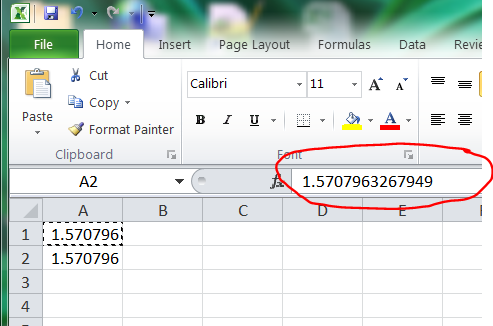 File Home Insert Page Layout Formulas Data Revie
Cut
Calibri 11 A A
Copy
Paste
Format Painter
B I U A
Clipboard Font
A2 fx 1.5707963267949
A B C D E
1 1.570796
2 1.570796
3
4